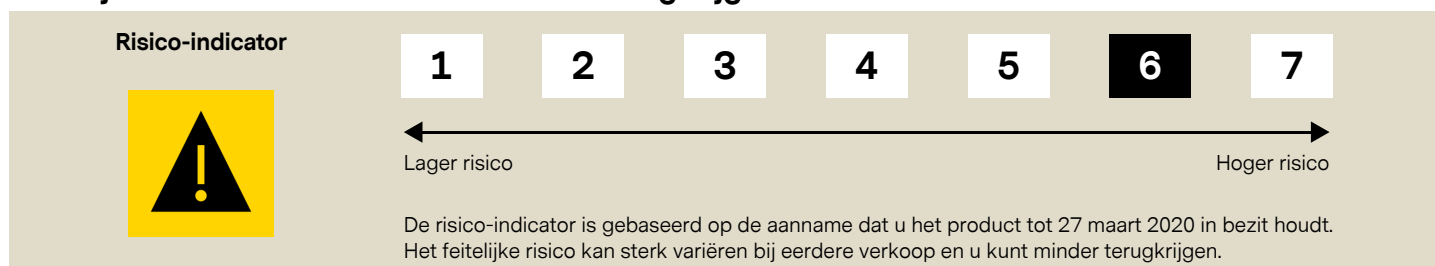 Risico-indicator
1 2 3 4 5 6 7
Lager risico Hoger risico
De risico-indicator is gebaseerd op de aanname dat u het product tot 27 maart 2020 in bezit houdt.
Het feitelijke risico kan sterk variëren bij eerdere verkoop en u kunt minder terugkrijgen.